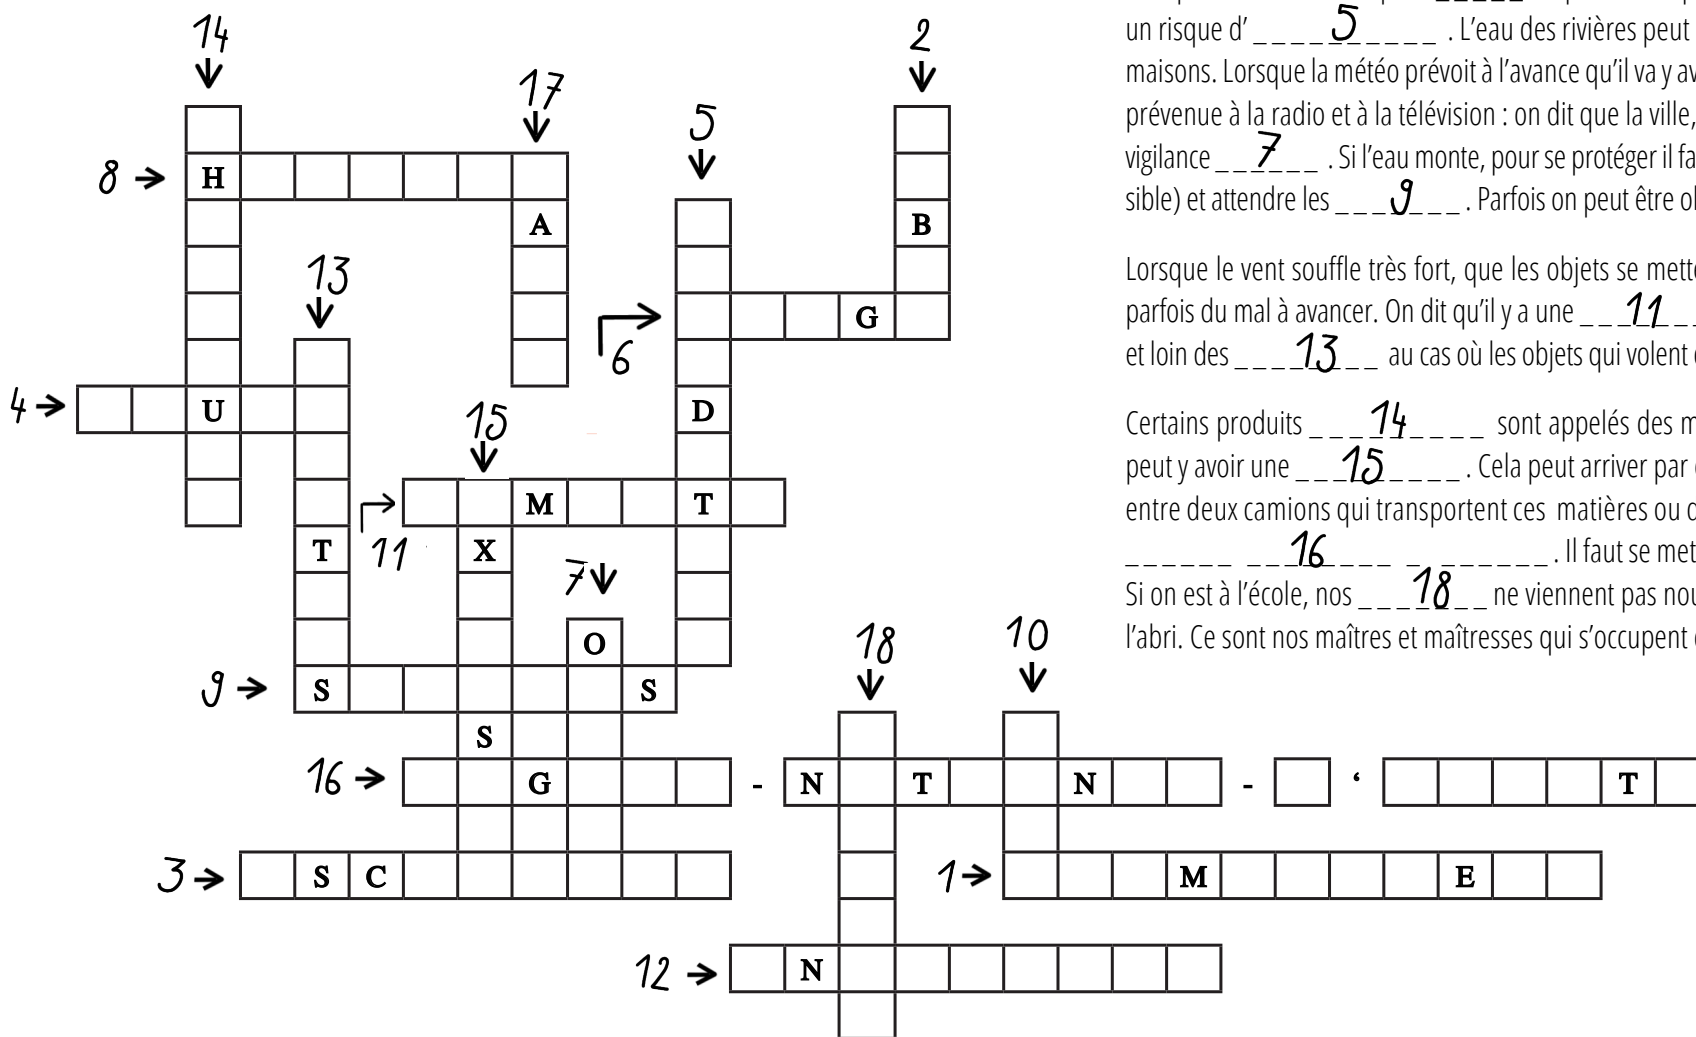 14
2
17
5
8 H
A
B
13
6 G
4 U
15
D
11 M T
T
X
7
O
18
10
9 S S
S
16 G - N T N - ‘ T
3 S C
1 M E
12 N
un risque d’ _ _ _ _ 5 _ _ _ _ . L’eau des rivières peut
maisons. Lorsque la météo prévoit à l’avance qu’il va y av
prévenue à la radio et à la télévision : on dit que la ville,
vigilance _ _ 7 _ _ . Si l’eau monte, pour se protéger il fa
sible) et attendre les _ _ _ 9 _ _ _ . Parfois on peut être ol
Lorsque le vent souffle très fort, que les objets se mette
parfois du mal à avancer. On dit qu’il y a une _ _ 11 _ _
et loin des _ _ _ 13 _ _ _ au cas où les objets qui volent
Certains produits _ _ _ 14 _ _ _ _ sont appelés des m
peut y avoir une _ _ 15 _ _ _ _ . Cela peut arriver par
entre deux camions qui transportent ces matières ou
_ _ _ _ _ _ _ _ 16 _ _ _ _ _ _ _ _ _ _ . Il faut se met
Si on est à l’école, nos _ _ _ 18 _ _ ne viennent pas nou
l’abri. Ce sont nos maîtres et maîtresses qui s’occupent